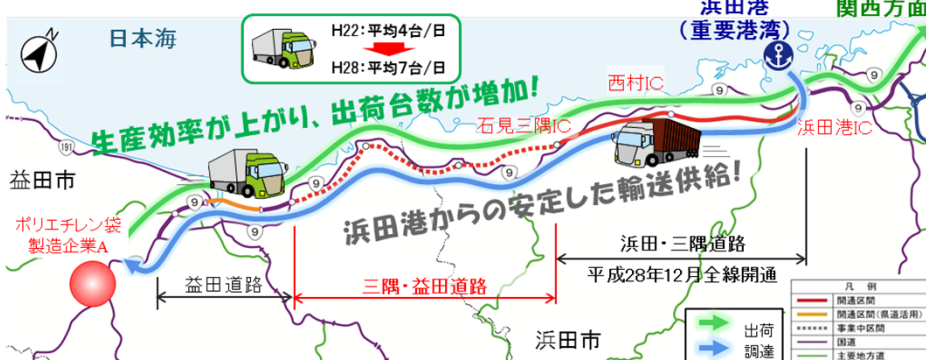 浜田港
(重要港湾)
関西方面
N
日本海
H22:平均4台/日
H28:平均7台/日
西村IC
9
9
生産効率が上がり、出荷台数が増加!
石見三隅IC
浜田港IC
191
9
9
9
益田市
浜田港からの安定した輸送供給!
ポリエチレン袋
製造企業A
浜田・三隅道路
平成28年12月全線開通
益田道路
三隅・益田道路
浜田市
出荷
調達
凡 例
開通区間
開通区間(県道活用)
事業中区間
国道
主要地方道